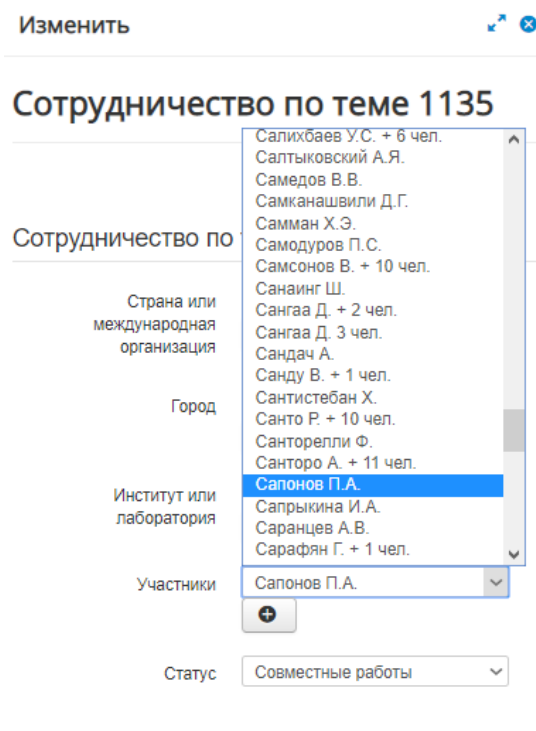 Изменить
Сотрудничество по теме 1135
Салихбаев У.С. + 6 чел.
Салтыковский А.Я.
Самедов В.В.
Самканашвили Д.Г.
Самман Х.Э.
Самодуров П.С.
Самсонов В. + 10 чел.
Санаинг Ш.
Сангаа Д. + 2 чел.
Сангаа Д. 3 чел.
Сандач А.
Санду В. + 1 чел.
Сантистебан Х.
Санто Р. + 10 чел.
Санторелли Ф.
Санторо А. + 11 чел.
Сапонов П.А.
Сапрыкина И.А.
Саранцев А.В.
Сарафян Г. + 1 чел.
Сотрудничество по
Страна или
международная
организация
Город
Институт или
лаборатория
Участники Сапонов П.А.
Статус Совместные работы